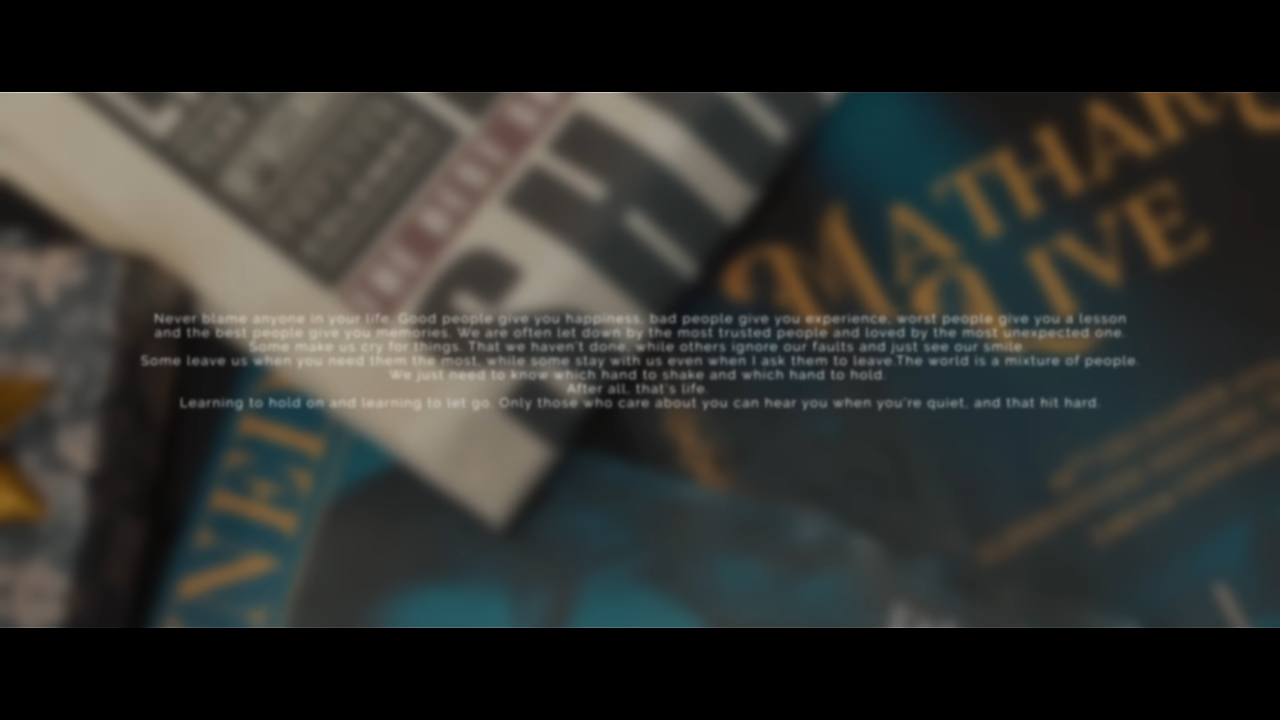 MATHAR
OLIVE
Never blame anyone in your life. Good people give you happiness, bad people give you experience, worst people give you a lesson
and the best people give you memories. We are often let down by the most trusted people and loved by the most unexpected one.
Some make us cry for things. That we haven't done, while others ignore our faults and just see our smile.
Some leave us when you need them the most, while some stay with us even when I ask them to leave.The world is a mixture of people.
We just need to know which hand to shake and which hand to hold.
After all, that's life.
Learning to hold on and learning to let go. Only those who care about you can hear you when you're quiet, and that hit hard.